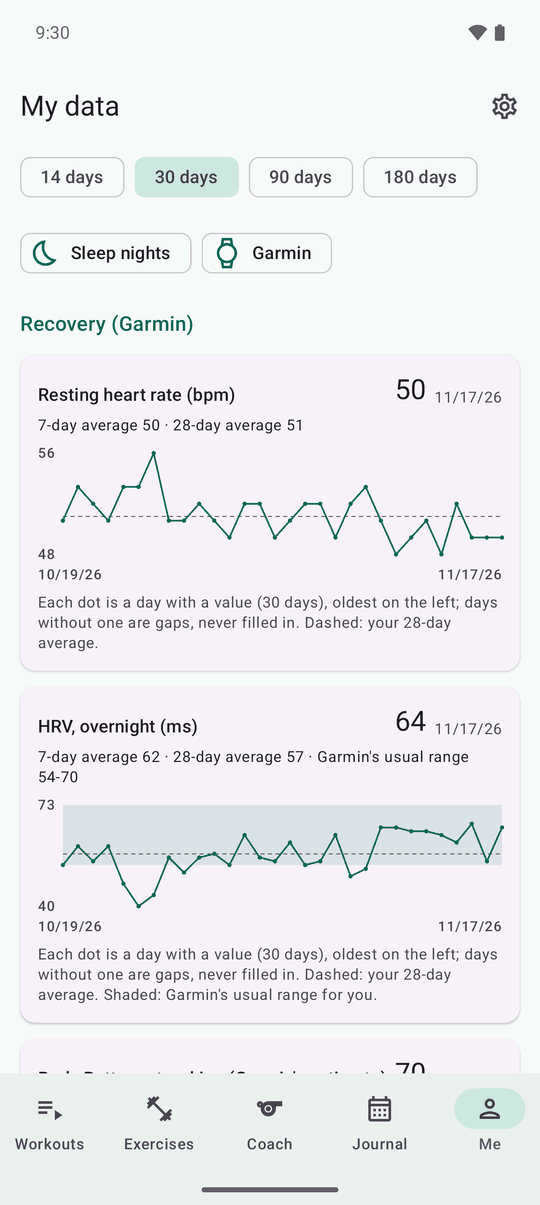 9:30
My data
14 days
30 days
90 days
180 days
Sleep nights
Garmin
Recovery (Garmin)
Resting heart rate (bpm)
50 11/17/26
7-day average 50 · 28-day average 51
56
48
10/19/26
11/17/26
Each dot is a day with a value (30 days), oldest on the left; days
without one are gaps, never filled in. Dashed: your 28-day
average.
HRV, overnight (ms)
64 11/17/26
7-day average 62 · 28-day average 57 · Garmin's usual range
54-70
73
40
10/19/26
11/17/26
Each dot is a day with a value (30 days), oldest on the left; days
without one are gaps, never filled in. Dashed: your 28-day
average. Shaded: Garmin's usual range for you.
70
Workouts
Exercises
Coach
Journal
Me